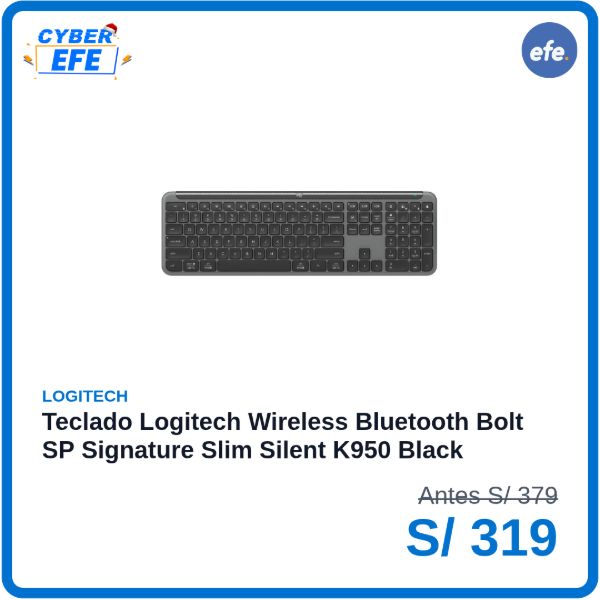 CYBER
EFE
efe.
LOGITECH
Teclado Logitech Wireless Bluetooth Bolt
SP Signature Slim Silent K950 Black
Antes S/ 379
S/ 319